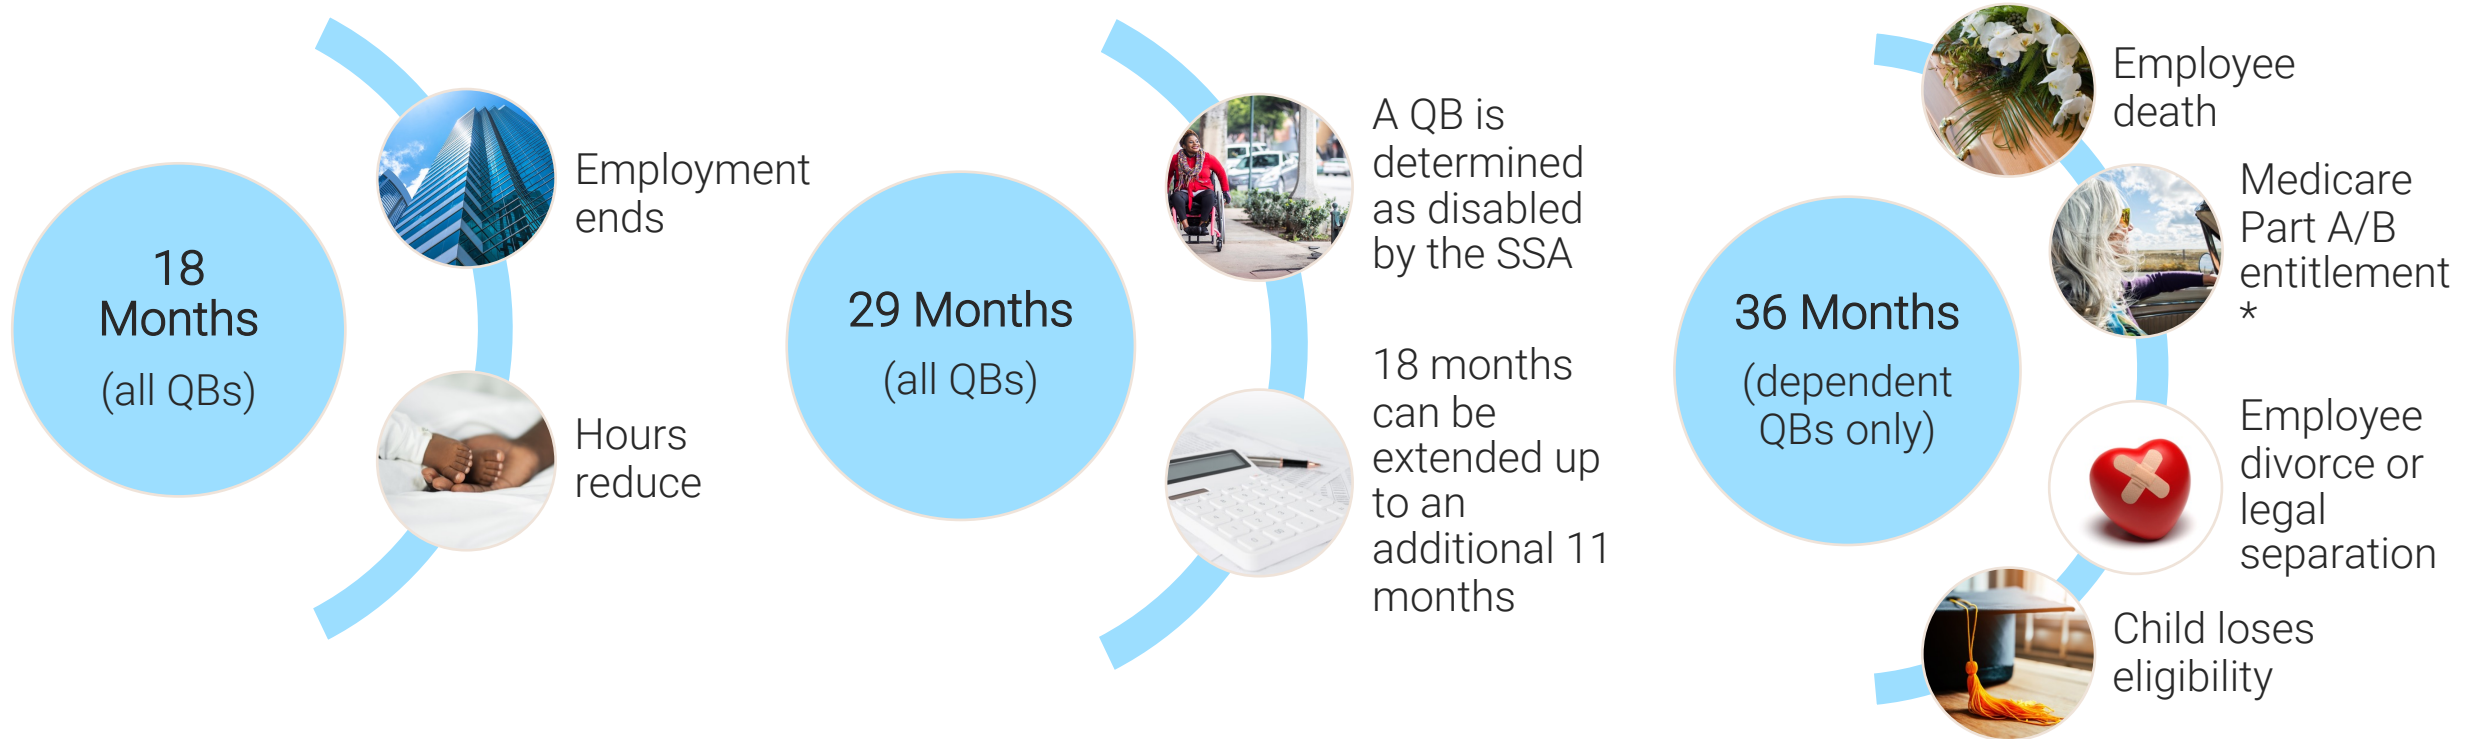 18
Months
(all QBs)
Employment
ends
Hours
reduce
29 Months
(all QBs)
A QB is
determined
as disabled
by the SSA
18 months
can be
extended up
to an
additional 11
months
36 Months
(dependent
QBs only)
Employee
death
Medicare
Part A/B
entitlement
*
Employee
divorce or
legal
separation
Child loses
eligibility